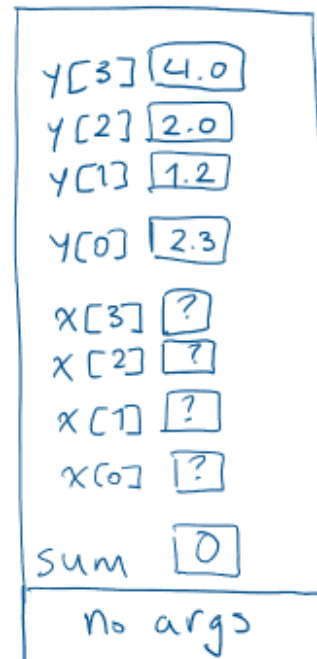 y[3] 4.0
y[2] 2.0
y[1] 1.2
y[0] 2.3
x[3] ?
x[2] ?
x[1] ?
x[0] ?
sum 0
no args